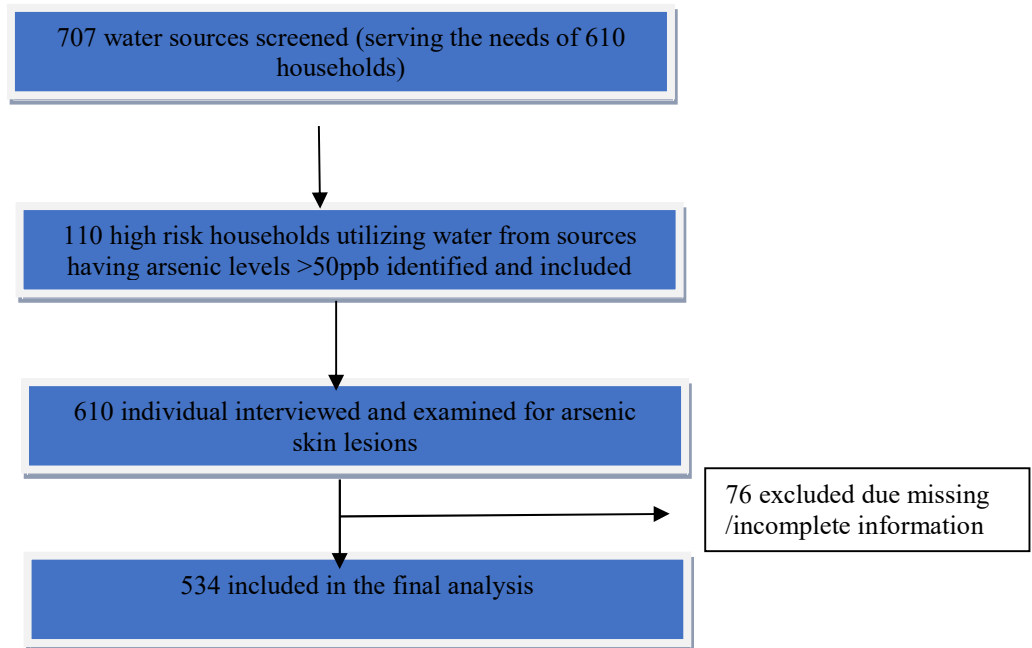 707 water sources screened (serving the needs of 610
households)
110 high risk households utilizing water from sources
having arsenic levels >50ppb identified and included
610 individual interviewed and examined for arsenic
skin lesions
76 excluded due missing
/incomplete information
534 included in the final analysis